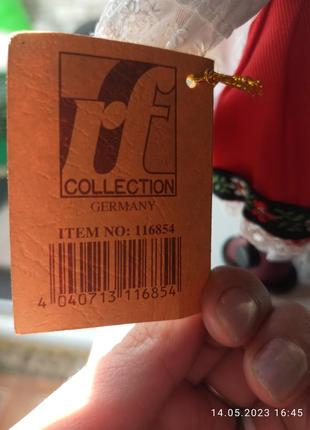 rf
COLLECTION
GERMANY
ITEM NO: 116854
4 040713 116854
14.05.2023 16:45